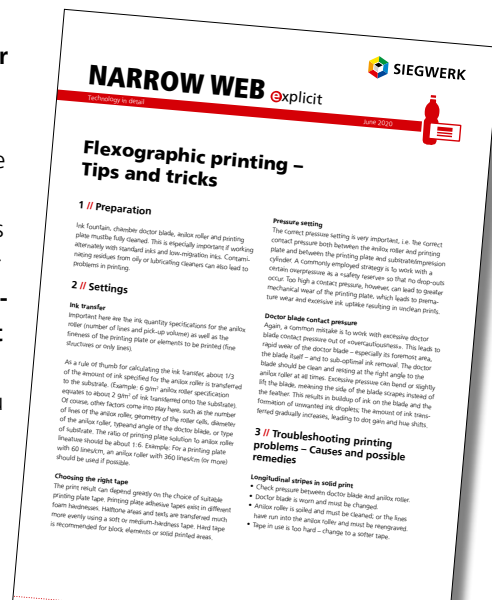 r
e
s
-
u
SIEGWERK
NARROW WEB explicit
Technology in detail
June 2020
Flexographic printing –
Tips and tricks
1 // Preparation
Ink fountain, chamber doctor blade, anilox roller and printing
plate must be fully cleaned. This is especially important if working
alternately with standard inks and low-migration inks. Contami-
nating residues from oily or lubricating cleaners can also lead to
problems in printing.
2 // Settings
Ink transfer
Important here are the ink quantity specifications for the anilox
roller (number of lines and pick-up volume) as well as the
lineness of the printing plate or elements to be printed (fine
structures or only lines).
As a rule of thumb for calculating the ink transfer, about 1/3
of the amount of ink specified for the anilox roller is transferred
to the substrate. (Example: 6 g/m² anilox roller specification
equates to about 2 g/m² of ink transferred onto the substrate).
Of course, other factors come into play here, such as the number
of lines of the anilox roller, geometry of the roller cells, diameter
of the anilox roller, typeand angle of the doctor blade, or type
of substrate. The ratio of printing plate solution to anilox roller
lineature should be about 1:6. Example: For a printing plate
with 60 lines/cm, an anilox roller with 360 lines/cm (or more)
should be used if possible.
Choosing the right tape
The print result can depend greatly on the choice of suitable
printing plate tape. Printing plate adhesive tapes exist in different
foam hardnesses. Halftone areas and texts are transferred much
more evenly using a soft or medium-hardness tape. Hard tape
is recommended for block elements or solid printed areas.
Pressure setting
The correct pressure setting is very important, i.e. The correct
contact pressure both between the anilox roller and printing
plate and between the printing plate and substrate/impression
cylinder. A commonly employed strategy is to work with a
certain overpressure as a «safety reserve» so that no drop-outs
occur. Too high a contact pressure, however, can lead to greater
mechanical wear of the printing plate, which leads to prema-
ture wear and excessive ink uptake resulting in unclean prints.
Doctor blade contact pressure
Again, a common mistake is to work with excessive doctor
blade contact pressure out of «overcautiousness». This leads to
rapid wear of the doctor blade – especially its foremost area,
the blade itself – and to sub-optimal ink removal. The doctor
blade should be clean and resting at the right angle to the
anilox roller at all times. Excessive pressure can bend or slightly
lift the blade, meaning the side of the blade scrapes instead of
the feather. This results in buildup of ink on the blade and the
formation of unwanted ink droplets; the amount of ink trans-
ferred gradually increases, leading to dot gain and hue shifts.
3 // Troubleshooting printing
problems – Causes and possible
remedies
Longitudinal stripes in solid print
• Check pressure between doctor blade and anilox roller.
• Doctor blade is worn and must be changed.
• Anilox roller is soiled and must be cleaned; or the lines
have run into the anilox roller and must be reengraved.
• Tape in use is too hard – change to a softer tape.